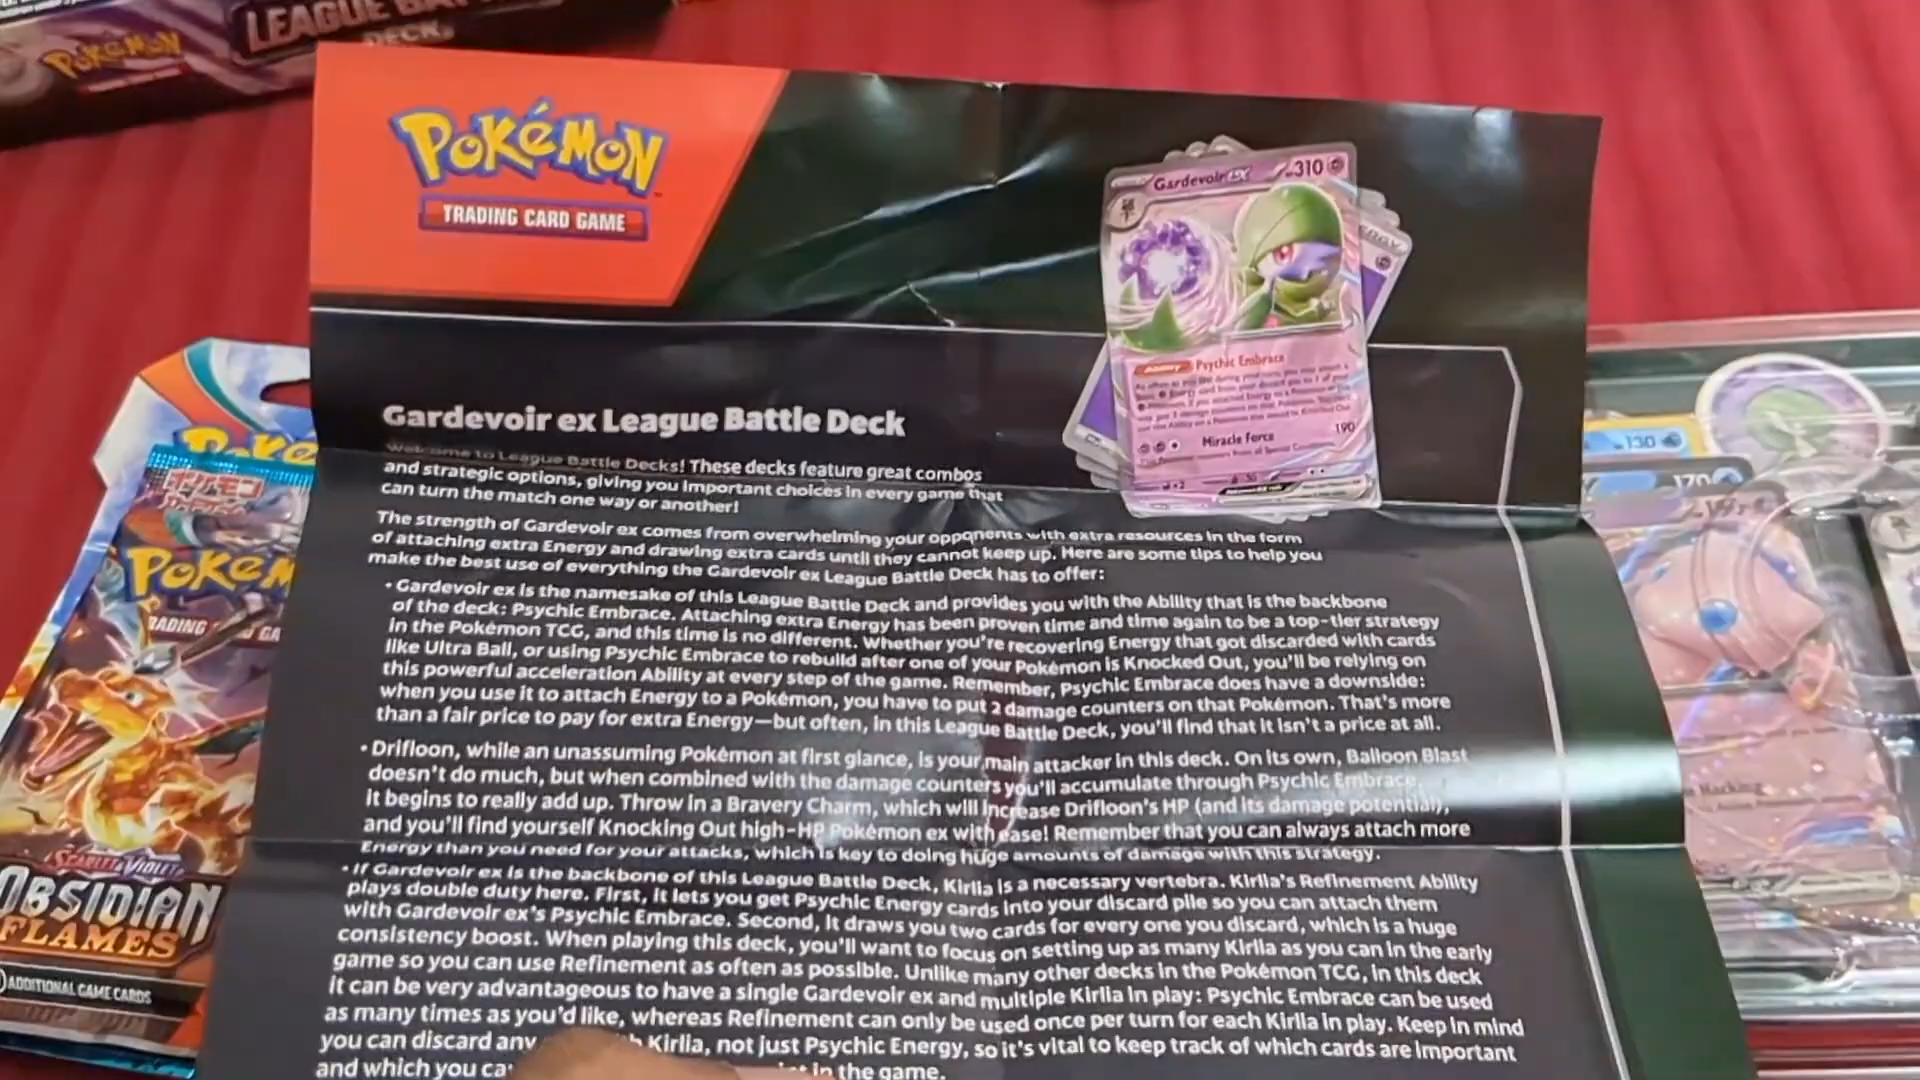 POKÉMON
LEAGUE BATTLE
DECK
POKÉMON
TRADING CARD GAME
Gardevoir ex 310
Ability Psychic Embrace
Miracle Force 190
Gardevoir ex League Battle Deck
Welcome to League Battle Decks! These decks feature great combos
and strategic options, giving you important choices in every game that
can turn the match one way or another!
The strength of Gardevoir ex comes from overwhelming your opponents with extra resources in the form
of attaching extra Energy and drawing extra cards until they cannot keep up. Here are some tips to help you
make the best use of everything the Gardevoir ex League Battle Deck has to offer:
• Gardevoir ex is the namesake of this League Battle Deck and provides you with the Ability that is the backbone
of the deck: Psychic Embrace. Attaching extra Energy has been proven time and time again to be a top-tier strategy
in the Pokémon TCG, and this time is no different. Whether you're recovering Energy that got discarded with cards
like Ultra Ball, or using Psychic Embrace to rebuild after one of your Pokémon is Knocked Out, you'll be relying on
this powerful acceleration Ability at every step of the game. Remember, Psychic Embrace does have a downside:
when you use it to attach Energy to a Pokémon, you have to put 2 damage counters on that Pokémon. That's more
than a fair price to pay for extra Energy—but often, in this League Battle Deck, you'll find that it isn't a price at all.
• Drifloon, while an unassuming Pokémon at first glance, is your main attacker in this deck. On its own, Balloon Blast
doesn't do much, but when combined with the damage counters you'll accumulate through Psychic Embrace,
it begins to really add up. Throw in a Bravery Charm, which will increase Drifloon's HP (and its damage potential),
and you'll find yourself Knocking Out high-HP Pokémon ex with ease! Remember that you can always attach more
Energy than you need for your attacks, which is key to doing huge amounts of damage with this strategy.
• If Gardevoir ex is the backbone of this League Battle Deck, Kirlia is a necessary vertebra. Kirlia's Refinement Ability
plays double duty here. First, it lets you get Psychic Energy cards into your discard pile so you can attach them
with Gardevoir ex's Psychic Embrace. Second, it draws you two cards for every one you discard, which is a huge
consistency boost. When playing this deck, you'll want to focus on setting up as many Kirlia as you can in the early
game so you can use Refinement as often as possible. Unlike many other decks in the Pokémon TCG, in this deck
it can be very advantageous to have a single Gardevoir ex and multiple Kirlia in play: Psychic Embrace can be used
as many times as you'd like, whereas Refinement can only be used once per turn for each Kirlia in play. Keep in mind
you can discard any Kirlia, not just Psychic Energy, so it's vital to keep track of which cards are important
and which you in the game.
ポケモン
POKÉM
SCARLET & VIOLET
OBSIDIAN
FLAMES
ADDITIONAL GAME CARDS
130
170